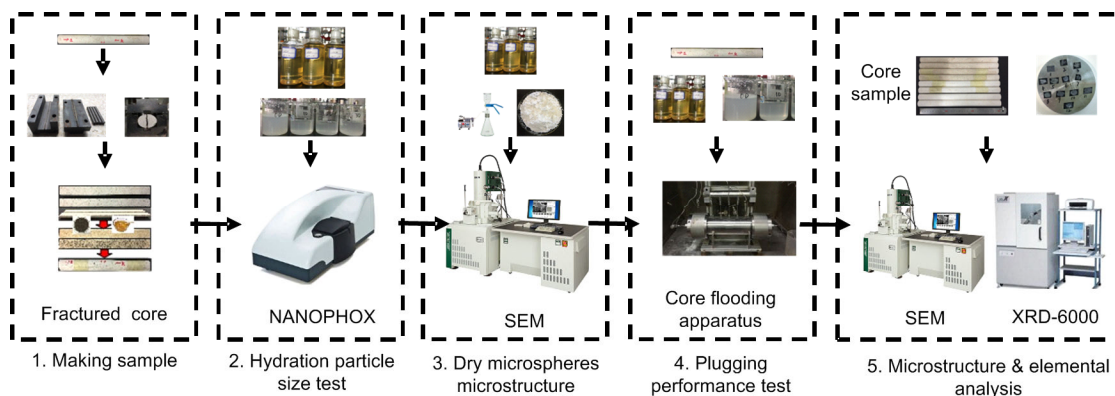 Core
sample
Fractured core
NANOPHOX
SEM
Core flooding
apparatus
SEM
XRD-6000
1. Making sample
2. Hydration particle
size test
3. Dry microspheres
microstructure
4. Plugging
performance test
5. Microstructure & elemental
analysis